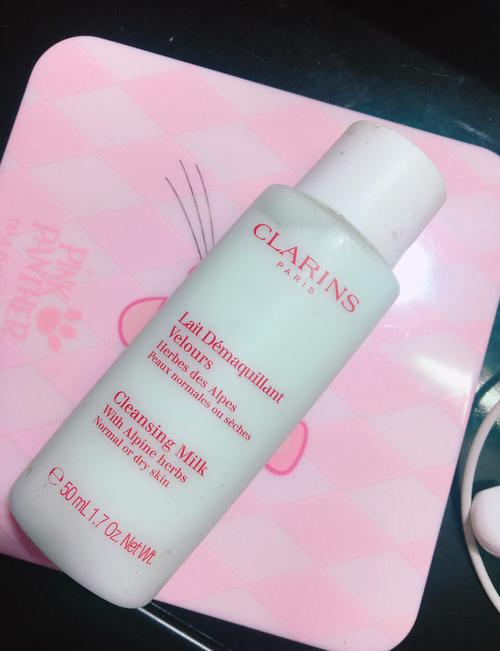 CLARINS
PARIS
Lait Démaquillant
Velours
Herbes des Alpes
Peaux normales ou sèches
Cleansing Milk
With Alpine herbs
Normal or dry skin
℮ 50 mL 1.7 Oz. Net Wt.
PINK
PANTHER